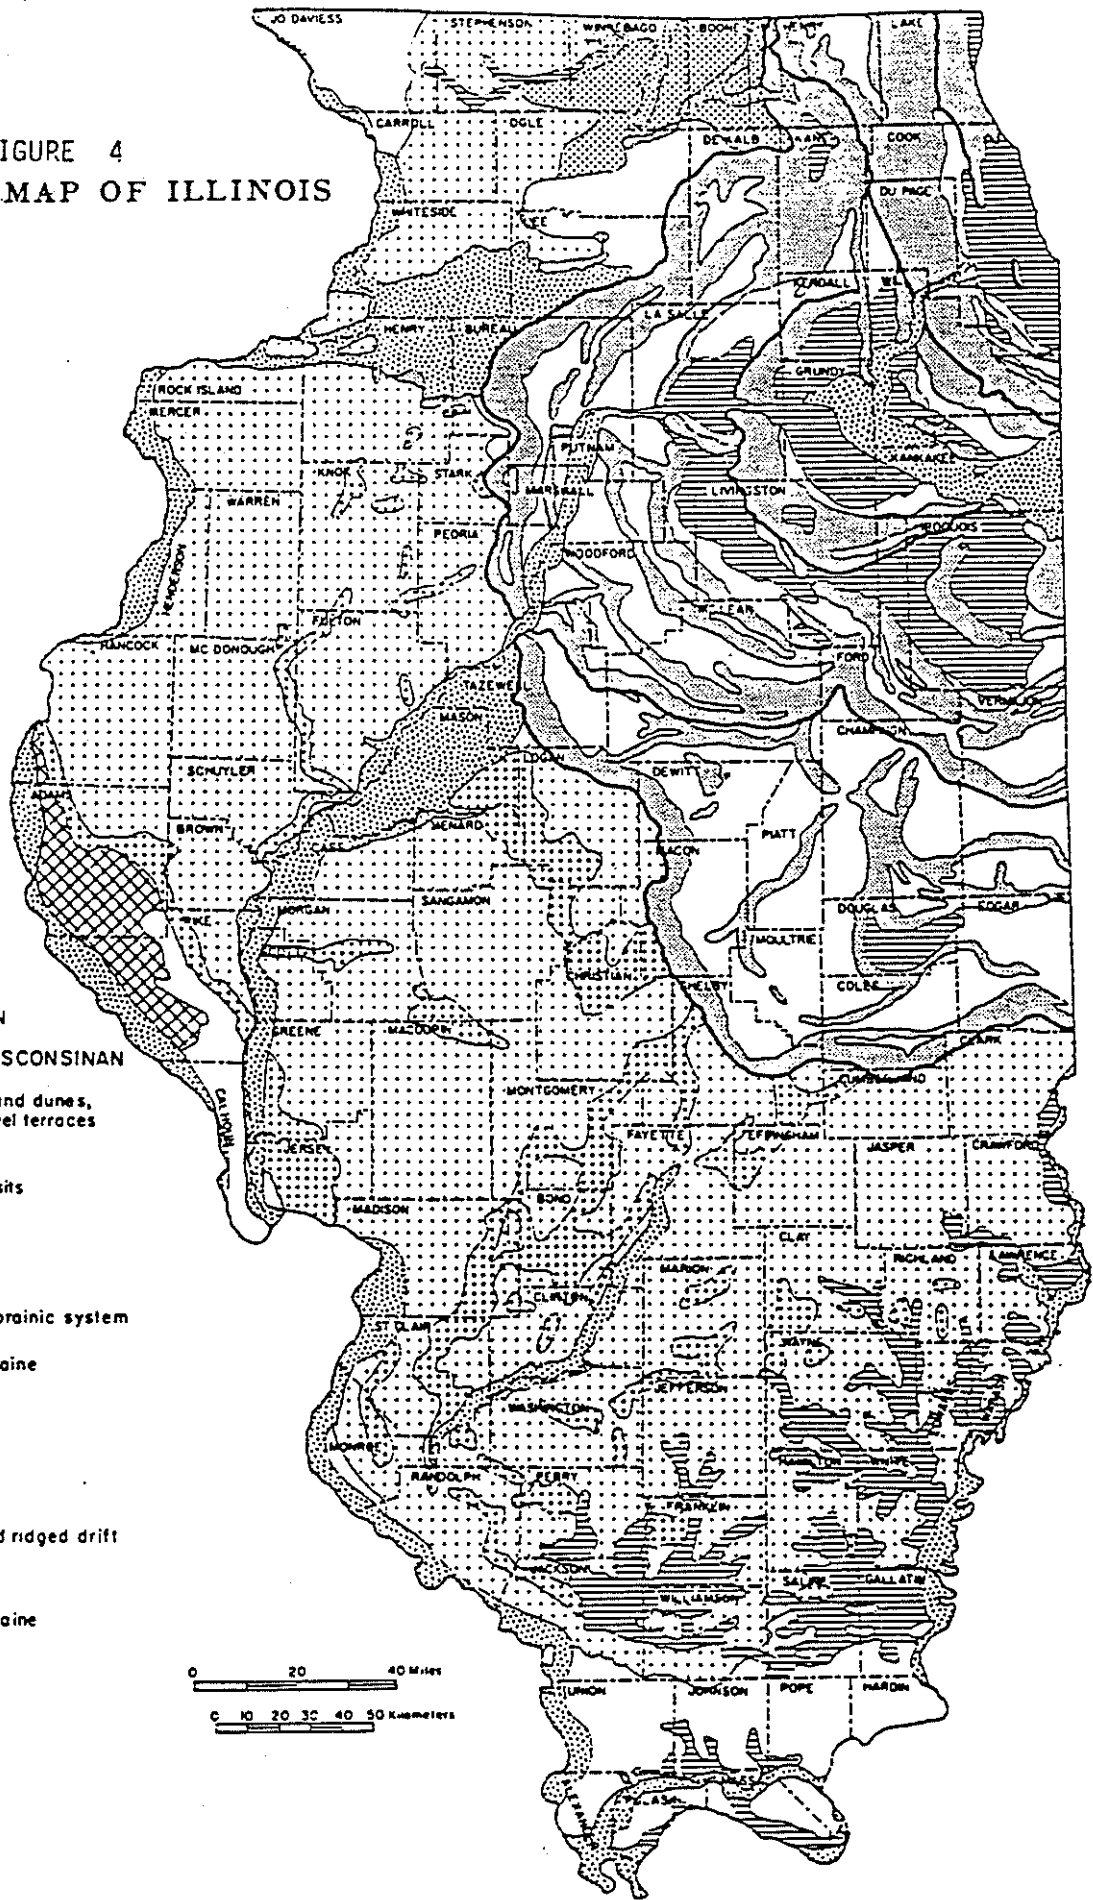 IGURE 4
MAP OF ILLINOIS
JO DAVIESS
STEPHENSON
WINNEBAGO
BOONE
HENRY
LAKE
CARROLL
OGLE
DE KALB
KANE
COOK
DU PAGE
WHITESIDE
LEE
KENDALL
WILL
LA SALLE
HENRY
BUREAU
GRUNDY
ROCK ISLAND
MERCER
KANKAKEE
PUTNAM
KNOX
STARK
MARSHALL
LIVINGSTON
WARREN
IROQUOIS
PEORIA
WOODFORD
HENDERSON
MC LEAN
FULTON
HANCOCK
MC DONOUGH
FORD
TAZEWELL
VERMILION
MASON
CHAMPAIGN
LOGAN
SCHUYLER
DEWITT
ADAMS
BROWN
MENARD
PIATT
CASS
MACON
MORGAN
SANGAMON
DOUGLAS
EDGAR
PIKE
MOULTRIE
CHRISTIAN
SHELBY
COLES
N
GREENE
MACOUPIN
CLARK
SCONSINAN
CUMBERLAND
MONTGOMERY
and dunes,
vel terraces
CALHOUN
FAYETTE
EFFINGHAM
JASPER
CRAWFORD
JERSEY
sits
BOND
MADISON
CLAY
RICHLAND
LAWRENCE
MARION
CLINTON
orainic system
ST CLAIR
WAYNE
aine
JEFFERSON
EDWARDS
WABASH
WASHINGTON
MONROE
HAMILTON
WHITE
RANDOLPH
PERRY
FRANKLIN
d ridged drift
JACKSON
SALINE
GALLATIN
WILLIAMSON
aine
0 20 40 Miles
UNION
JOHNSON
POPE
HARDIN
0 10 20 30 40 50 Kilometers
MASSAC
PULASKI
ALEXANDER